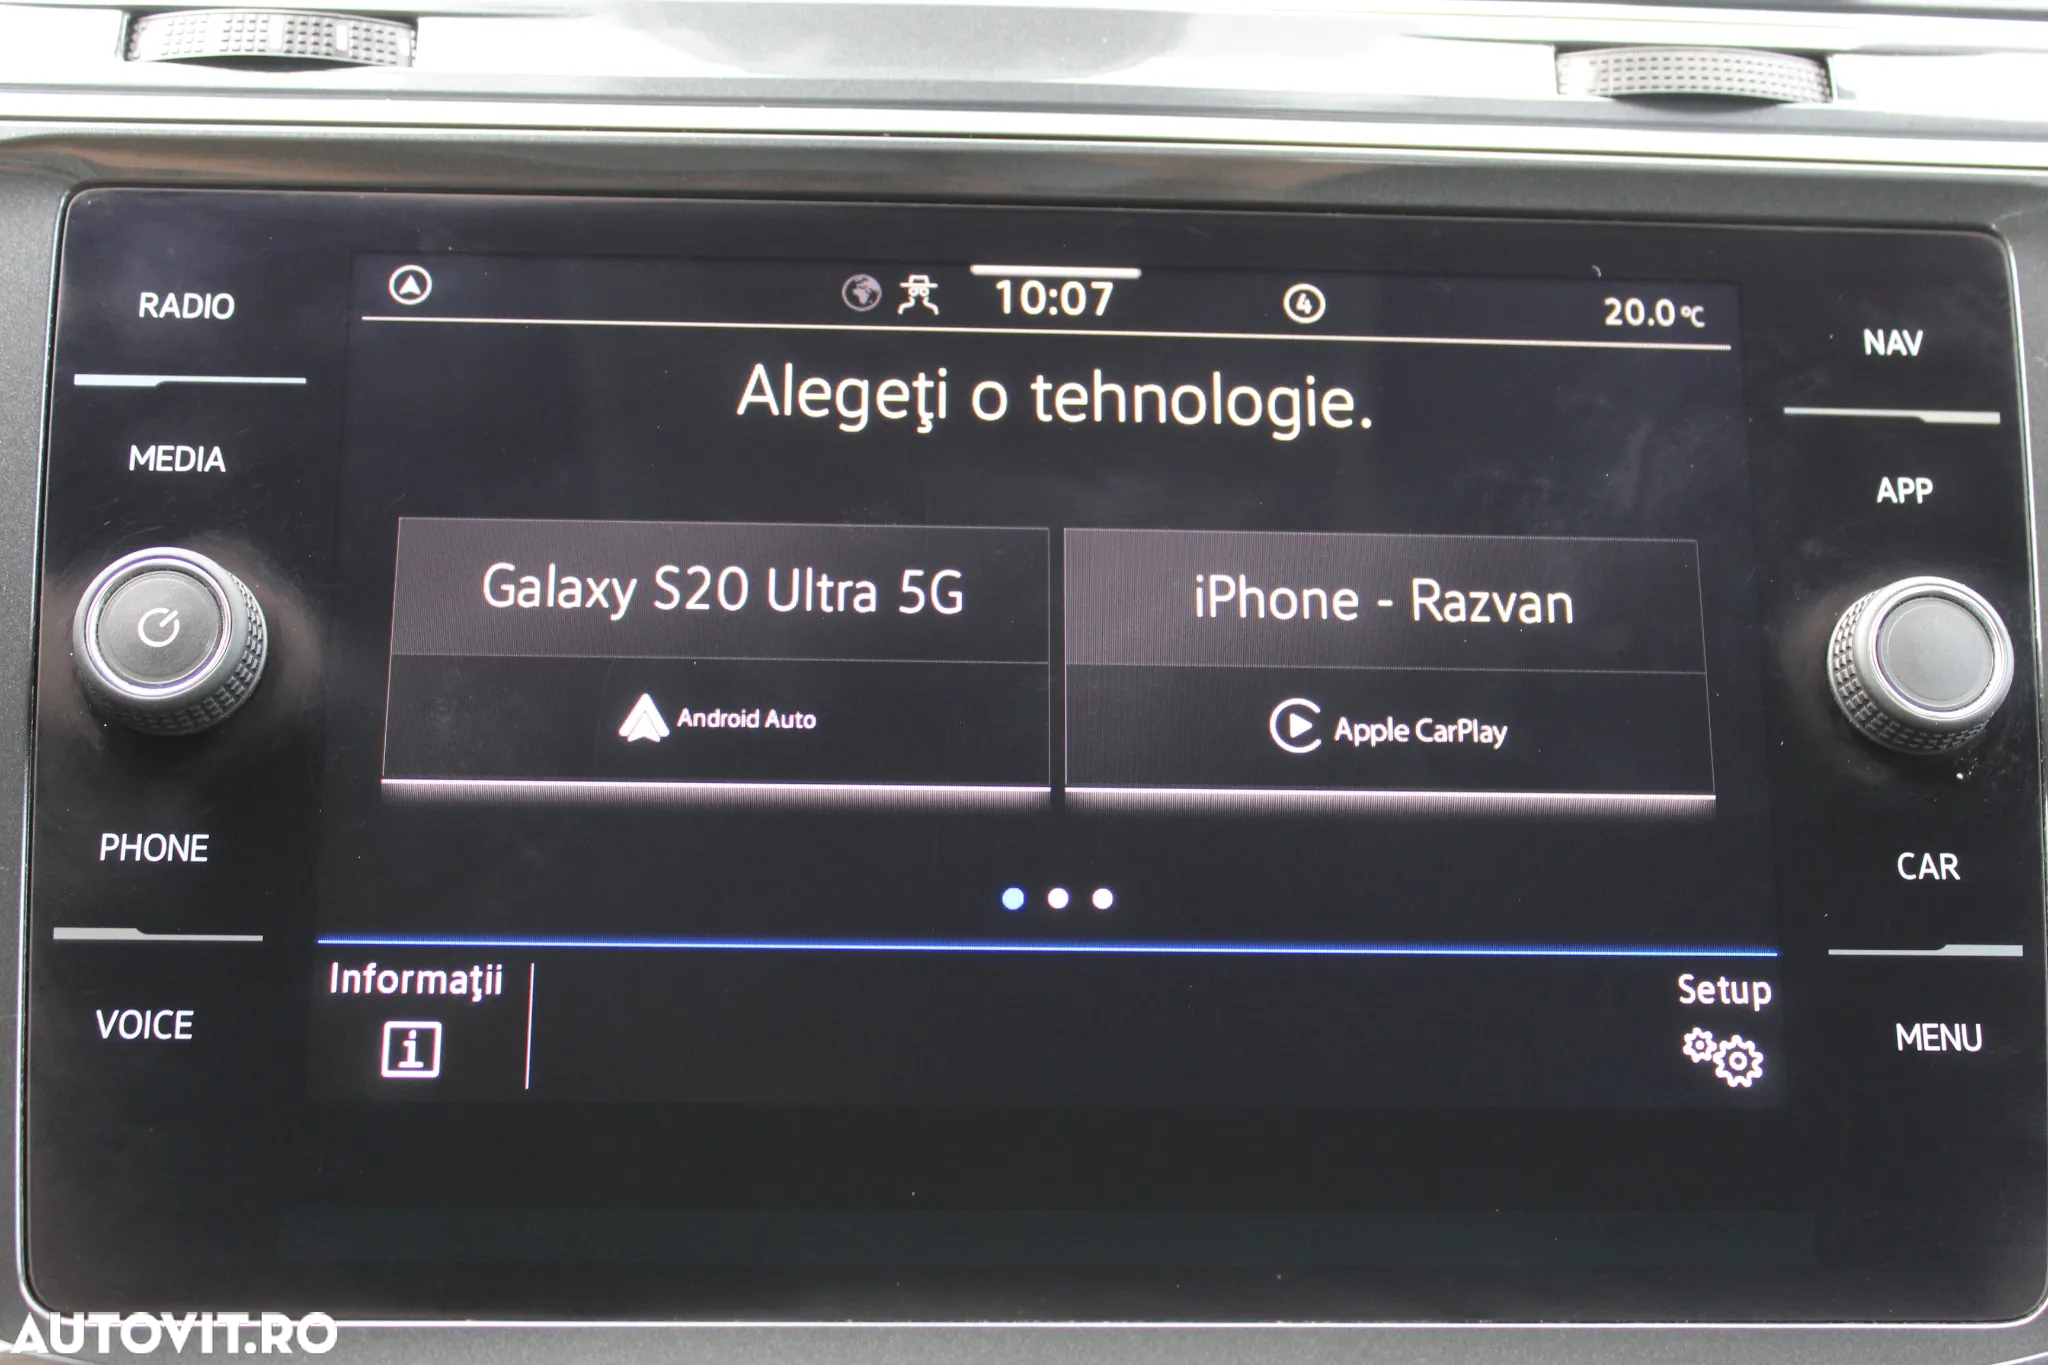 RADIO
MEDIA
PHONE
VOICE
10:07
4
20.0°C
Alegeţi o tehnologie.
Galaxy S20 Ultra 5G
Android Auto
iPhone - Razvan
Apple CarPlay
Informaţii
i
Setup
NAV
APP
CAR
MENU
AUTOVIT.RO